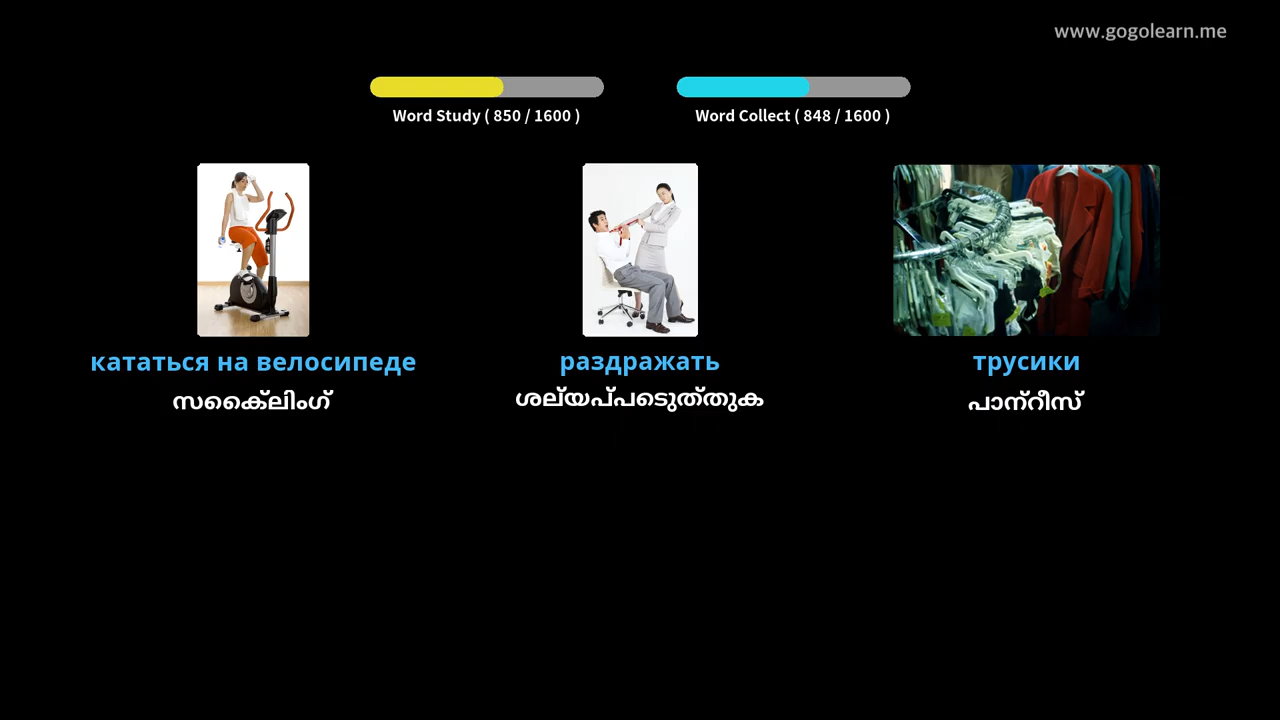 www.gogolearn.me
Word Study ( 850 / 1600 )
Word Collect ( 848 / 1600 )
кататься на велосипеде
സൈക്ലിംഗ്
раздражать
ശല്യപ്പെടുത്തുക
трусики
പാന്റീസ്